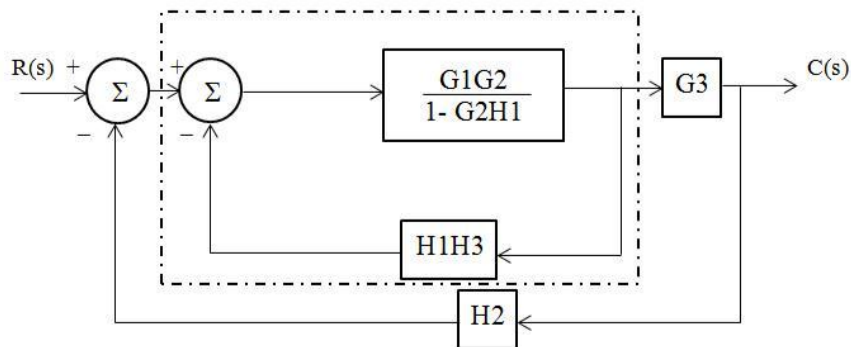 R(s)
+
Σ
−
+
Σ
−
G1G2
1- G2H1
G3
C(s)
H1H3
H2